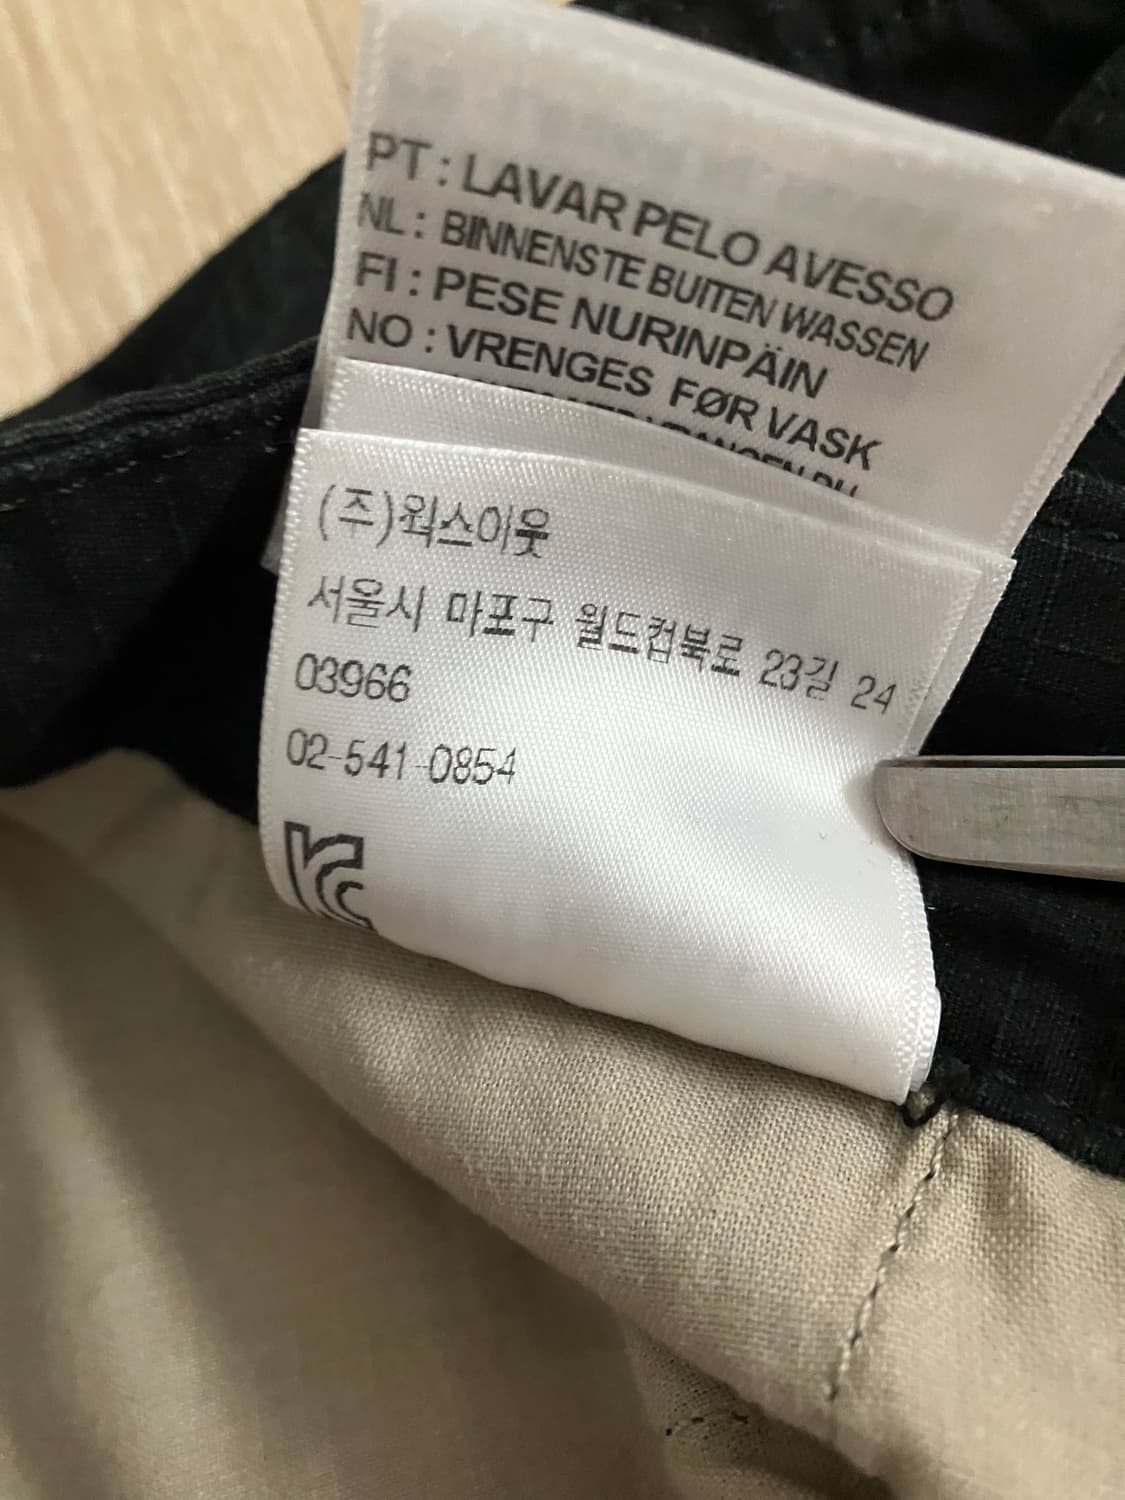 PT : LAVAR PELO AVESSO
NL : BINNENSTE BUITEN WASSEN
FI : PESE NURINPÄIN
NO : VRENGES FØR VASK
(주)웍스아웃
서울시 마포구 월드컵북로 23길 24
03966
02-541-0854